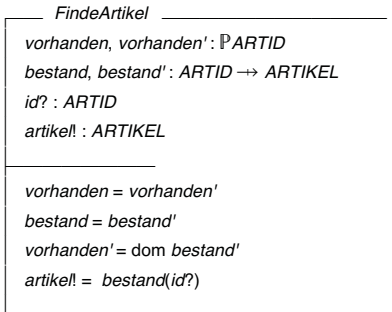 FindeArtikel
vorhanden, vorhanden' : ℙARTID
bestand, bestand' : ARTID ⇸ ARTIKEL
id? : ARTID
artikel! : ARTIKEL
vorhanden = vorhanden'
bestand = bestand'
vorhanden' = dom bestand'
artikel! = bestand(id?)